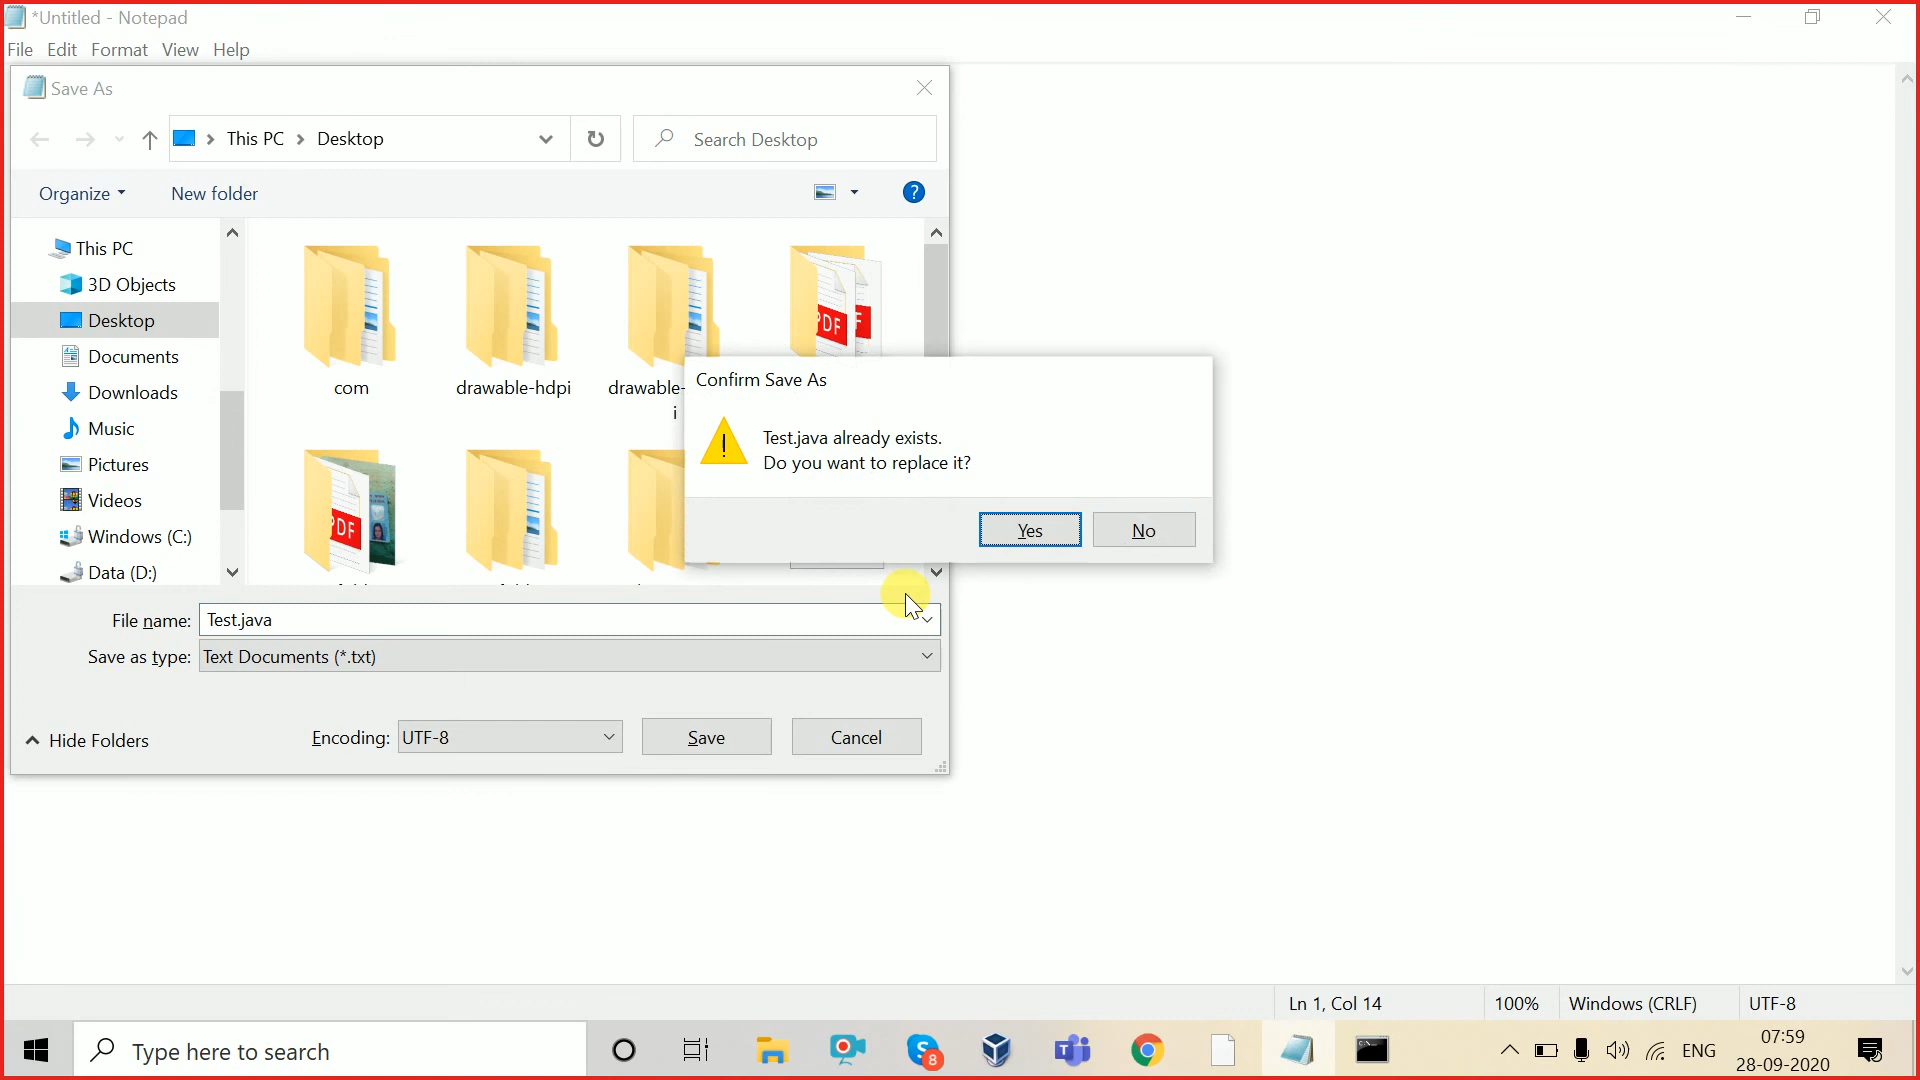 *Untitled - Notepad
File Edit Format View Help
Save As
This PC Desktop
Search Desktop
Organize
New folder
?
This PC
3D Objects
Desktop
Documents
Downloads
Music
Pictures
Videos
Windows (C:)
Data (D:)
com
drawable-hdpi
drawable-
i
PDF
PDF
Confirm Save As
Test.java already exists.
Do you want to replace it?
Yes
No
File name: Test.java
Save as type: Text Documents (*.txt)
Hide Folders
Encoding: UTF-8
Save
Cancel
Ln 1, Col 14
100%
Windows (CRLF)
UTF-8
Type here to search
S
8
ENG
07:59
28-09-2020